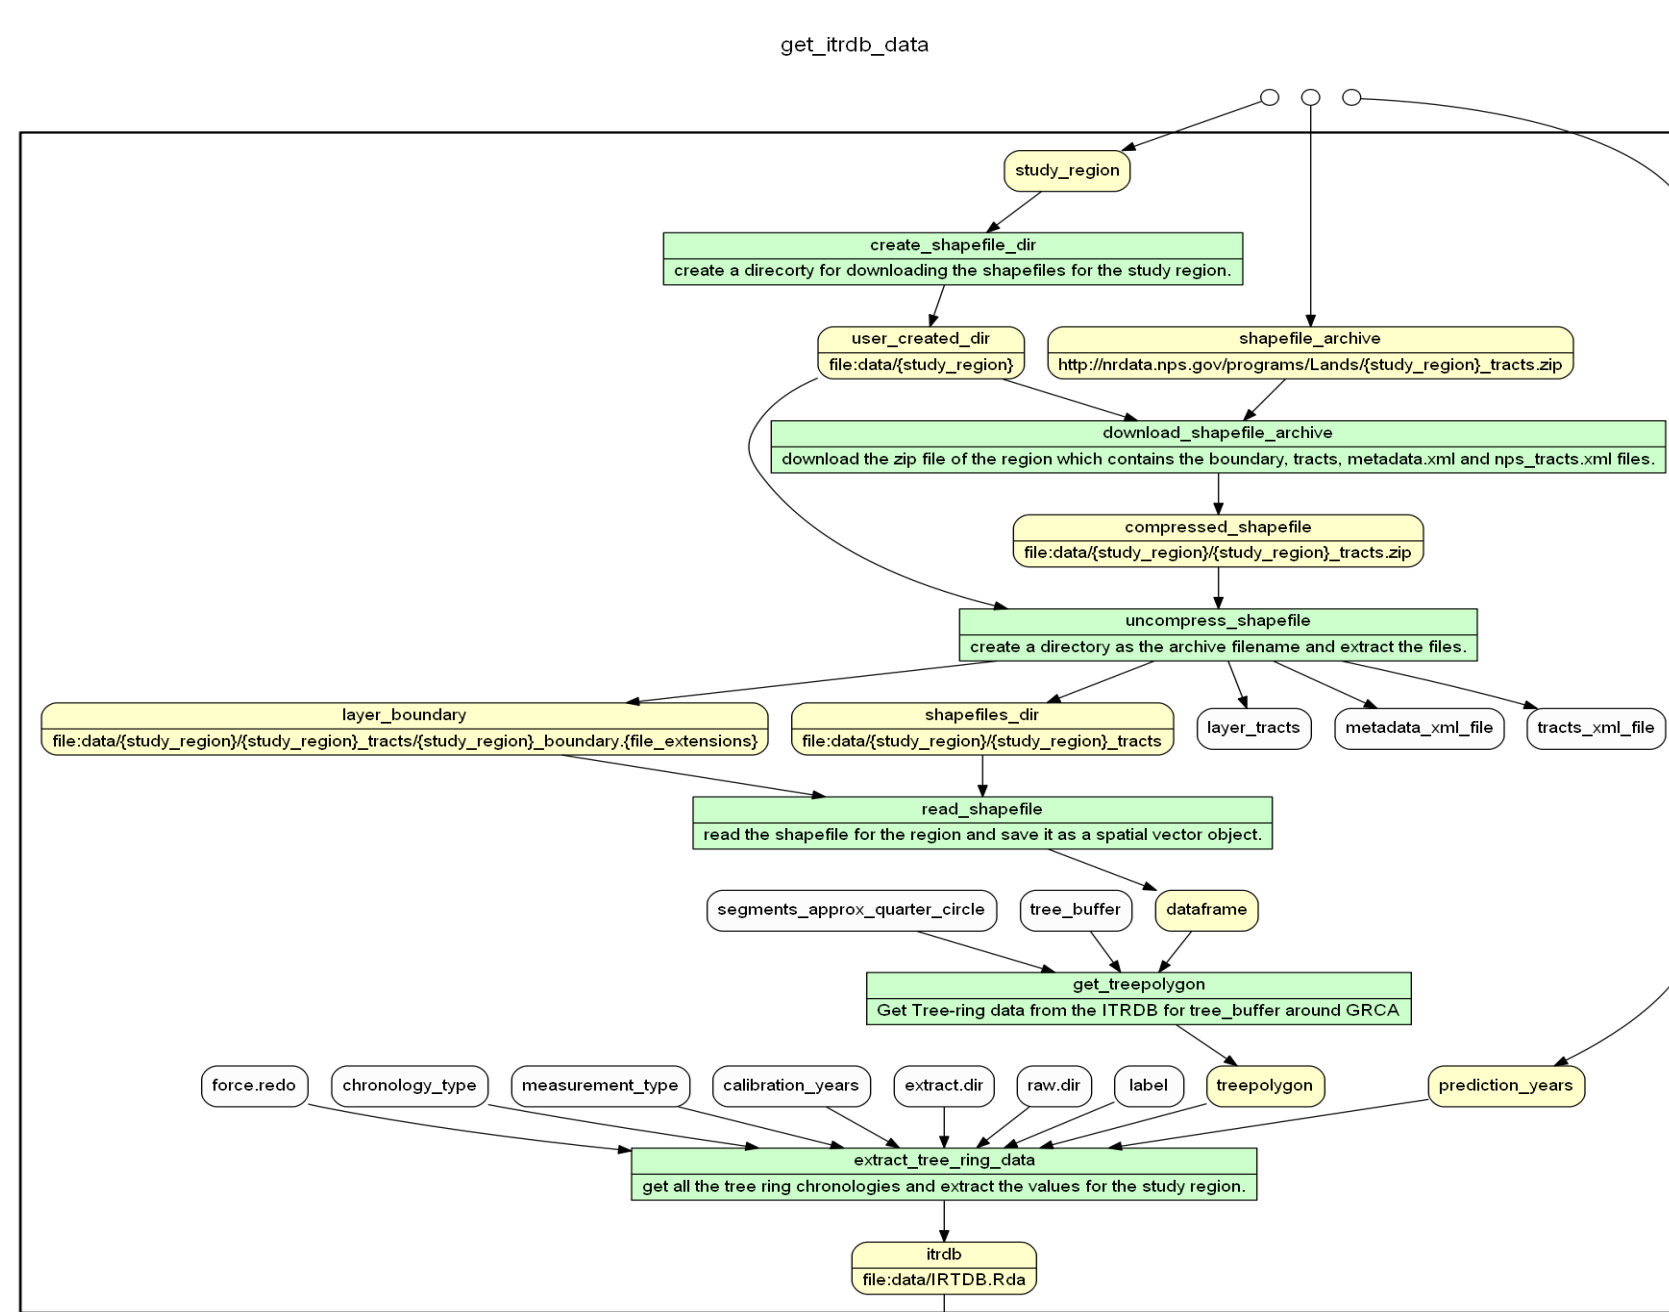 get_itrdb_data
study_region
create_shapefile_dir
create a direcorty for downloading the shapefiles for the study region.
user_created_dir
file:data/{study_region}
shapefile_archive
http://nrdata.nps.gov/programs/Lands/{study_region}_tracts.zip
download_shapefile_archive
download the zip file of the region which contains the boundary, tracts, metadata.xml and nps_tracts.xml files.
compressed_shapefile
file:data/{study_region}/{study_region}_tracts.zip
uncompress_shapefile
create a directory as the archive filename and extract the files.
layer_boundary
file:data/{study_region}/{study_region}_tracts/{study_region}_boundary.{file_extensions}
shapefiles_dir
file:data/{study_region}/{study_region}_tracts
layer_tracts
metadata_xml_file
tracts_xml_file
read_shapefile
read the shapefile for the region and save it as a spatial vector object.
segments_approx_quarter_circle
tree_buffer
dataframe
get_treepolygon
Get Tree-ring data from the ITRDB for tree_buffer around GRCA
force.redo
chronology_type
measurement_type
calibration_years
extract.dir
raw.dir
label
treepolygon
prediction_years
extract_tree_ring_data
get all the tree ring chronologies and extract the values for the study region.
itrdb
file:data/IRTDB.Rda